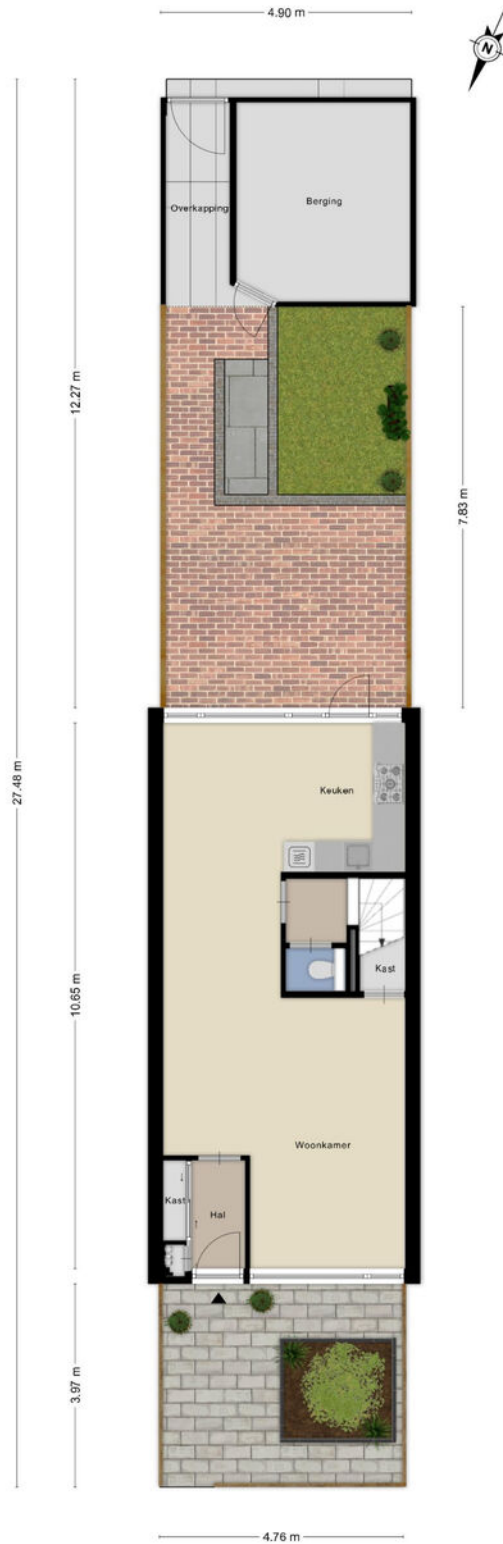 4.90 m
N
Overkapping
Berging
12.27 m
7.83 m
27.48 m
Keuken
Kast
10.65 m
Woonkamer
Kast
Hal
3.97 m
4.76 m